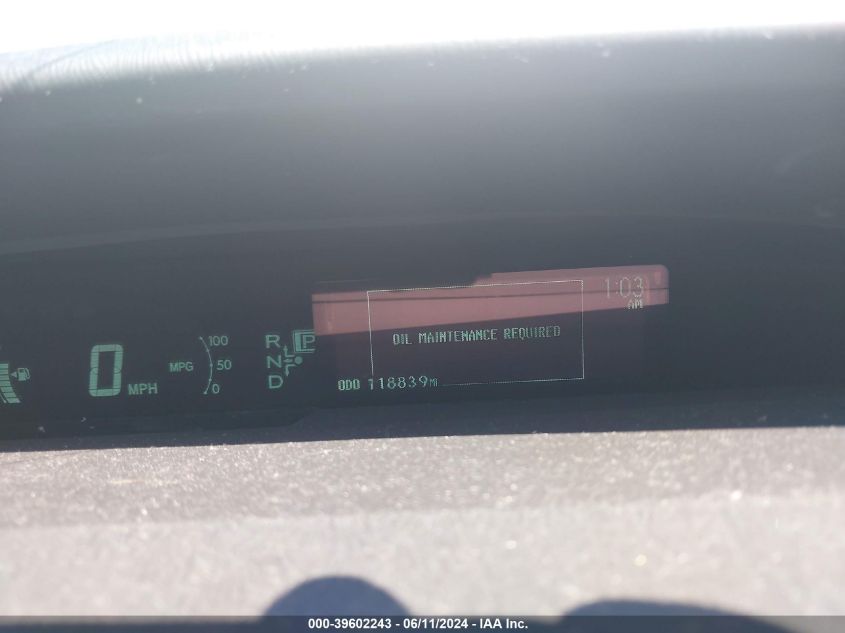 1:03
AM
OIL MAINTENANCE REQUIRED
0 MPH
MPG
100
50
0
R
N
D
P
ODO 118839MI
000-39602243 - 06/11/2024 - IAA Inc.